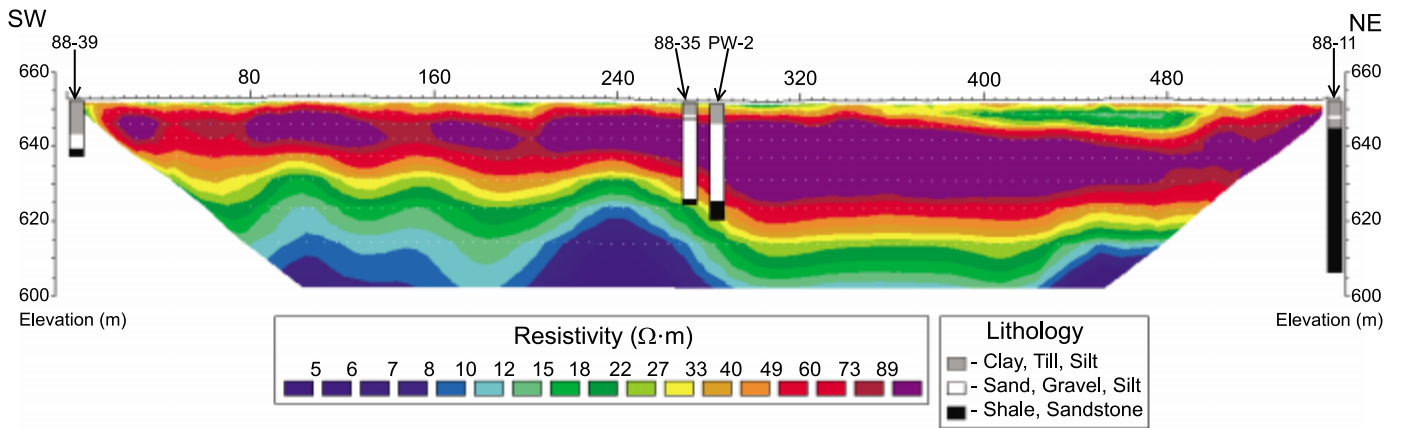 SW NE
88-39 88-35 PW-2 88-11
660 80 160 240 320 400 480 660
640 640
620 620
600 600
Elevation (m) Elevation (m)
Resistivity (Ω·m)
5 6 7 8 10 12 15 18 22 27 33 40 49 60 73 89
Lithology
- Clay, Till, Silt
- Sand, Gravel, Silt
- Shale, Sandstone